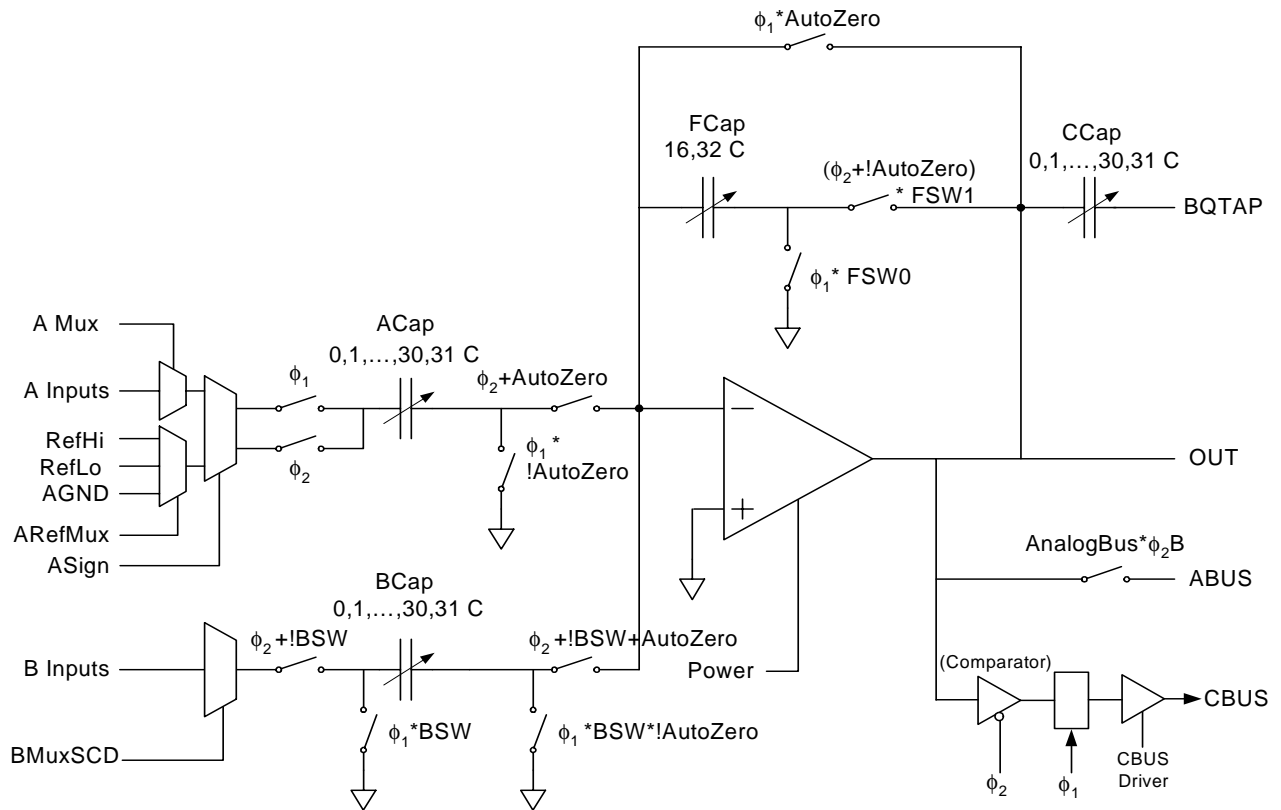 ϕ1*AutoZero
FCap
16,32 C
(ϕ2+!AutoZero)
* FSW1
CCap
0,1,…,30,31 C
BQTAP
ϕ1* FSW0
A Mux
A Inputs
RefHi
RefLo
AGND
ARefMux
ASign
ϕ1
ϕ2
ACap
0,1,…,30,31 C
ϕ2+AutoZero
ϕ1*
!AutoZero
−
+
OUT
AnalogBus*ϕ2B
ABUS
Power
BCap
0,1,…,30,31 C
B Inputs
BMuxSCD
ϕ2+!BSW
ϕ2+!BSW+AutoZero
ϕ1*BSW
ϕ1*BSW*!AutoZero
(Comparator)
CBUS
ϕ2
ϕ1
CBUS
Driver